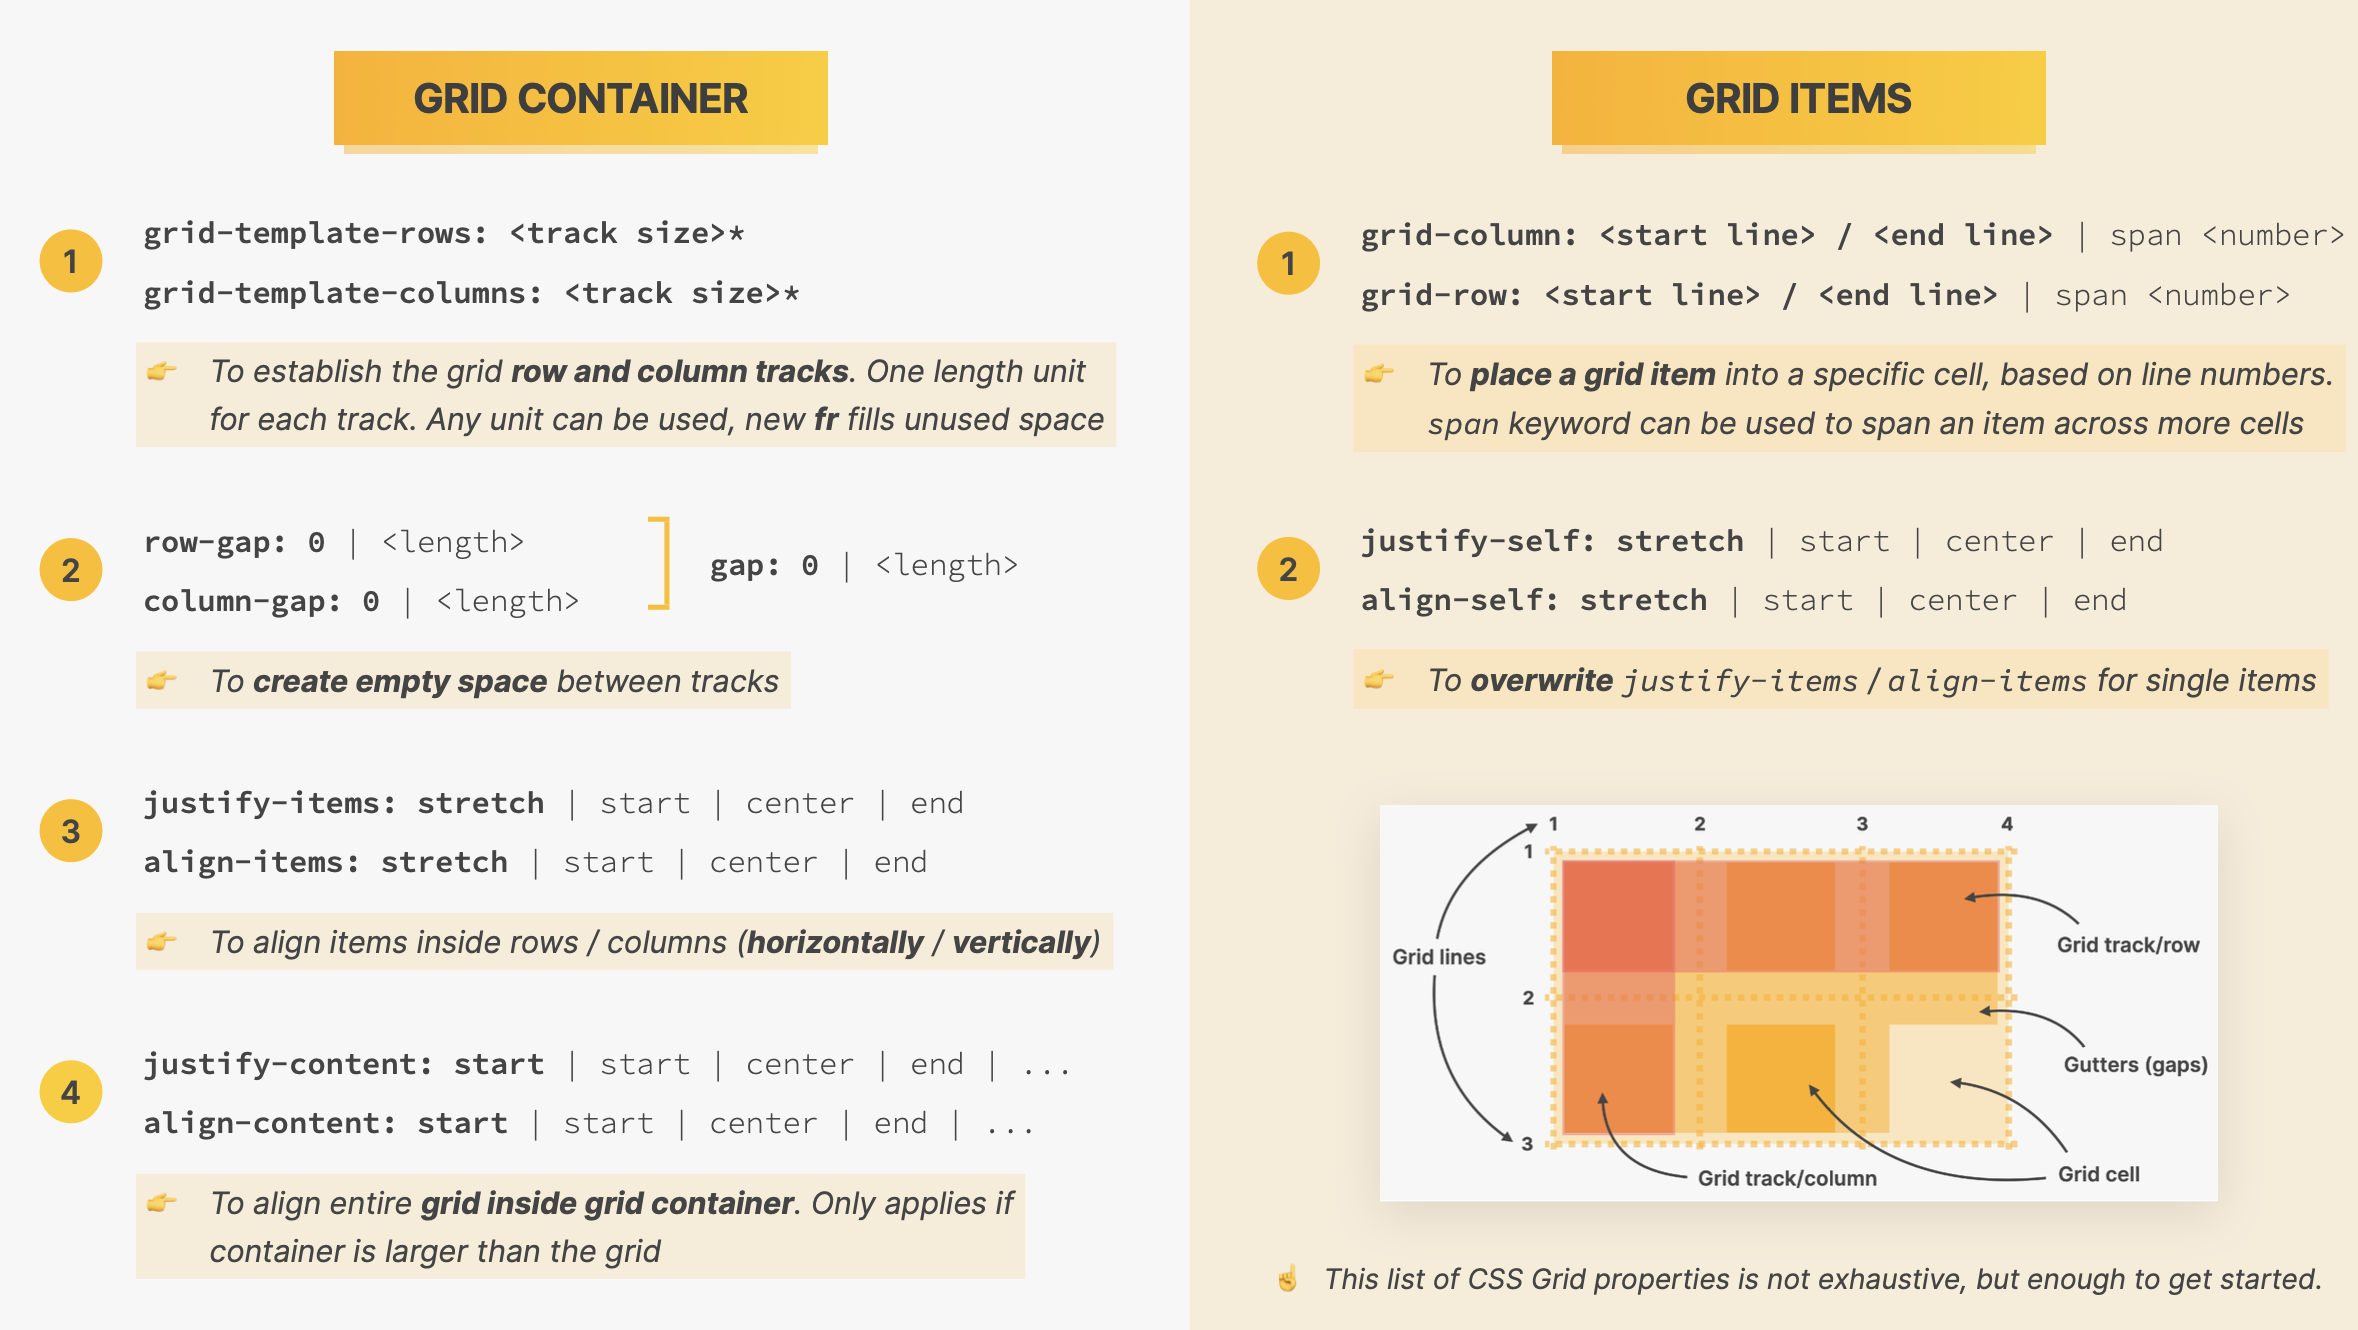 GRID CONTAINER
1
grid-template-rows: <track size>*
grid-template-columns: <track size>*
👉 To establish the grid row and column tracks. One length unit
for each track. Any unit can be used, new fr fills unused space
2
row-gap: 0 | <length>
column-gap: 0 | <length>
gap: 0 | <length>
👉 To create empty space between tracks
3
justify-items: stretch | start | center | end
align-items: stretch | start | center | end
👉 To align items inside rows / columns (horizontally / vertically)
4
justify-content: start | start | center | end | ...
align-content: start | start | center | end | ...
👉 To align entire grid inside grid container. Only applies if
container is larger than the grid
GRID ITEMS
1
grid-column: <start line> / <end line> | span <number>
grid-row: <start line> / <end line> | span <number>
👉 To place a grid item into a specific cell, based on line numbers.
span keyword can be used to span an item across more cells
2
justify-self: stretch | start | center | end
align-self: stretch | start | center | end
👉 To overwrite justify-items / align-items for single items
1 2 3 4
1
Grid track/row
Grid lines
2
Gutters (gaps)
3
Grid cell
Grid track/column
☝ This list of CSS Grid properties is not exhaustive, but enough to get started.